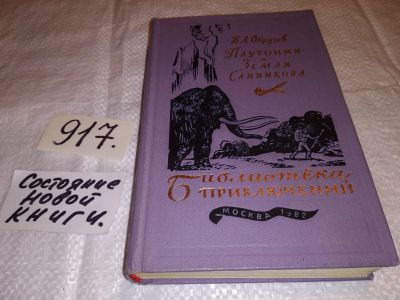 917.
Состояние
новой
книги.
В.А.Обручев
Плутония
Земля
Санникова
Библиотека
приключений
МОСКВА 1982